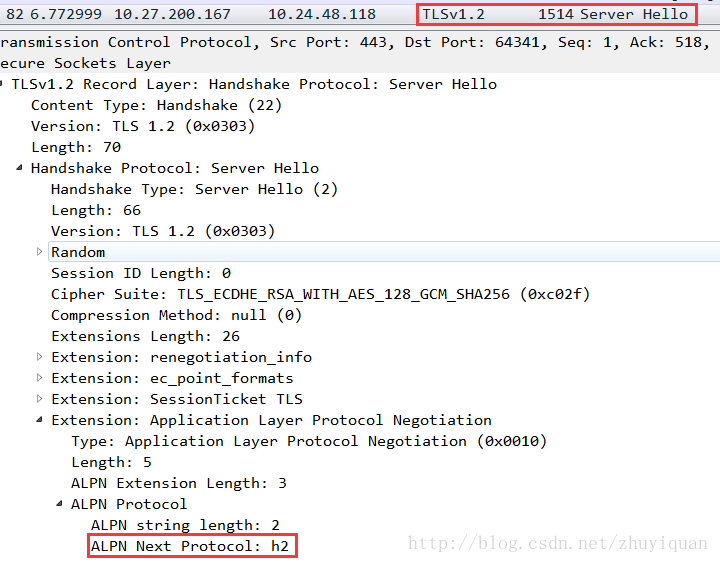 82 6.772999 10.27.200.167 10.24.48.118 TLSv1.2 1514 Server Hello
ransmission Control Protocol, Src Port: 443, Dst Port: 64341, Seq: 1, Ack: 518,
ecure Sockets Layer
TLSv1.2 Record Layer: Handshake Protocol: Server Hello
Content Type: Handshake (22)
Version: TLS 1.2 (0x0303)
Length: 70
Handshake Protocol: Server Hello
Handshake Type: Server Hello (2)
Length: 66
Version: TLS 1.2 (0x0303)
Random
Session ID Length: 0
Cipher Suite: TLS_ECDHE_RSA_WITH_AES_128_GCM_SHA256 (0xc02f)
Compression Method: null (0)
Extensions Length: 26
Extension: renegotiation_info
Extension: ec_point_formats
Extension: SessionTicket TLS
Extension: Application Layer Protocol Negotiation
Type: Application Layer Protocol Negotiation (0x0010)
Length: 5
ALPN Extension Length: 3
ALPN Protocol
ALPN string length: 2
ALPN Next Protocol: h2
http://blog.csdn.net/zhuyiquan